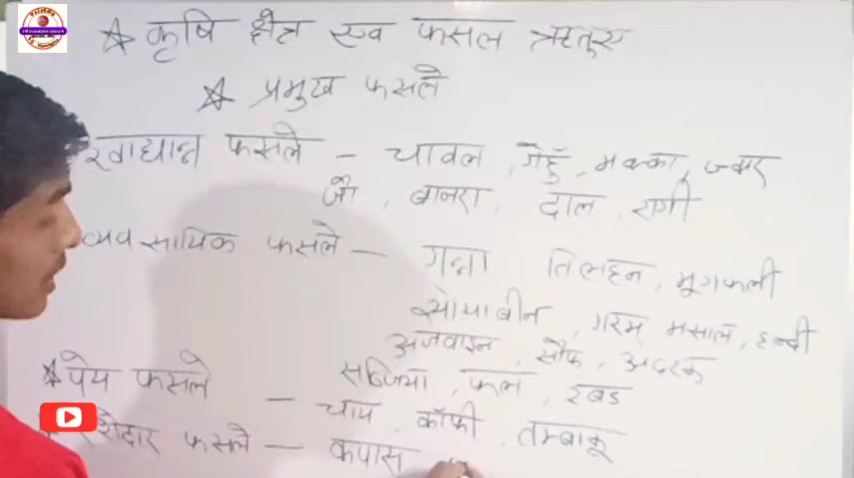 ☆ कृषि क्षेत्र एव फसल ऋतुए
☆ प्रमुख फसले
खाद्यान्न फसले - चावल, गेहुँ, मक्का, ज्वार
जौ, बाजरा, दाल, रागी
व्यवसायिक फसले - गन्ना तिलहन, मूगफली
सोयाबीन, गरम मसाले, हल्दी
अजवाइन, सौफ, अदरक
सब्जिया, फल, रबड
☆ पेय फसले - चाय, कॉफी, तम्बाकू
रेशेदार फसले - कपास